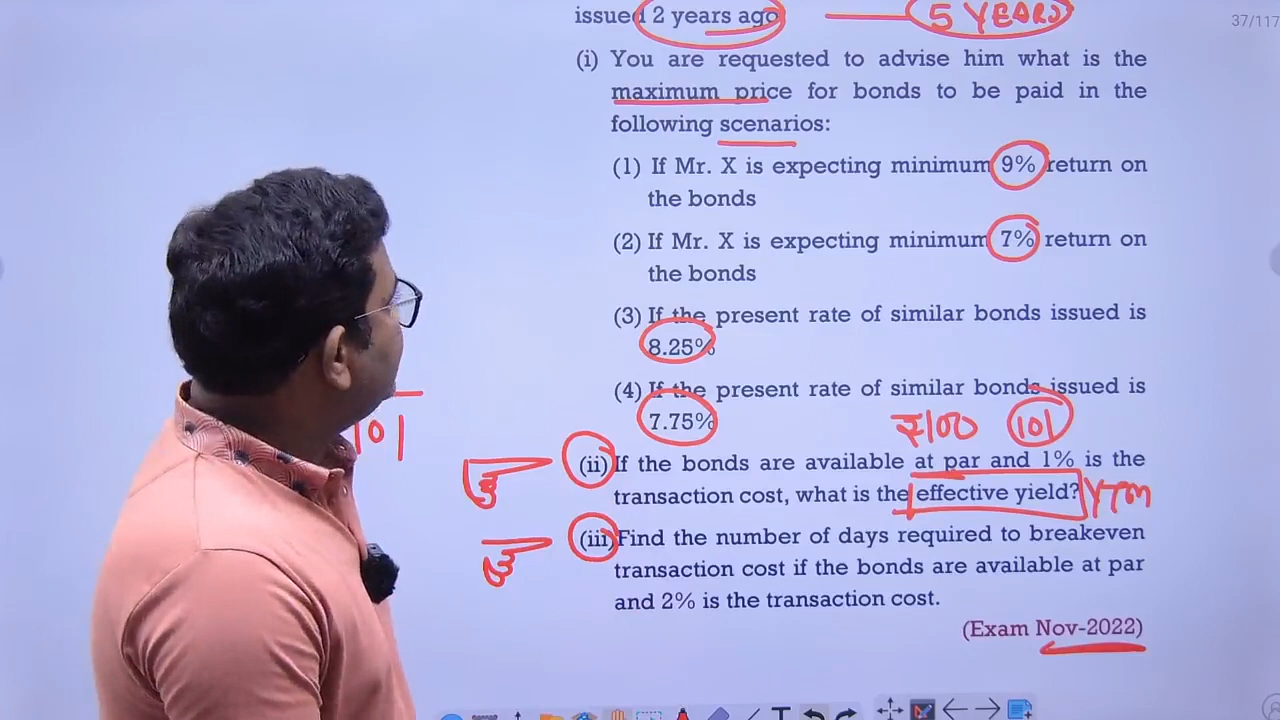 issued 2 years ago 5 YEARS
37/117
(i) You are requested to advise him what is the
maximum price for bonds to be paid in the
following scenarios:
(1) If Mr. X is expecting minimum 9% return on
the bonds
(2) If Mr. X is expecting minimum 7% return on
the bonds
(3) If the present rate of similar bonds issued is
8.25%
(4) If the present rate of similar bonds issued is
7.75%
₹100 101
101
(ii) If the bonds are available at par and 1% is the
transaction cost, what is the effective yield? YTM
(iii) Find the number of days required to breakeven
transaction cost if the bonds are available at par
and 2% is the transaction cost.
(Exam Nov-2022)